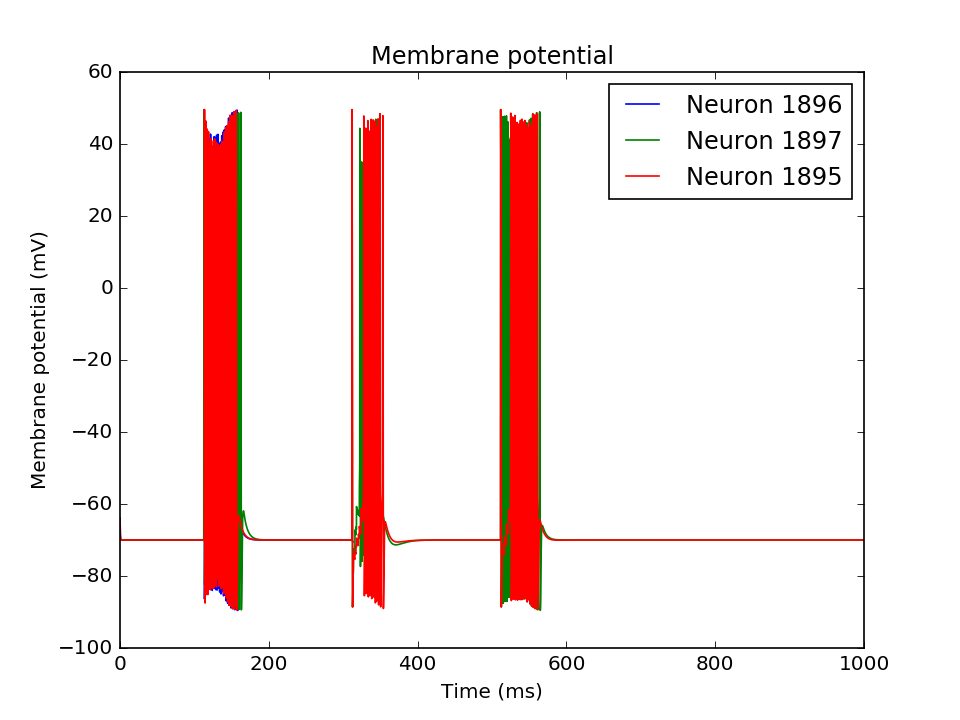 Membrane potential
60
40
20
0
−20
−40
−60
−80
−100
Membrane potential (mV)
Neuron 1896
Neuron 1897
Neuron 1895
0 200 400 600 800 1000
Time (ms)